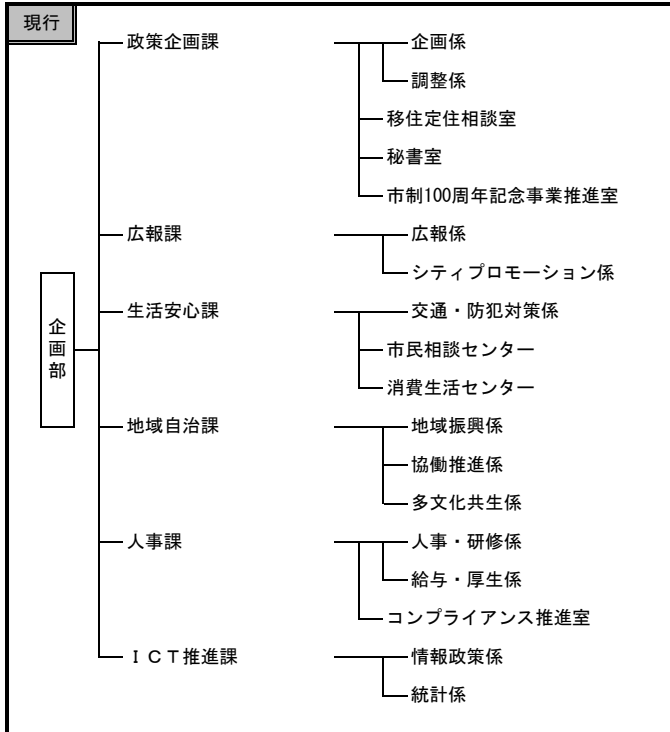 現行
政策企画課 企画係
調整係
移住定住相談室
秘書室
市制100周年記念事業推進室
広報課 広報係
シティプロモーション係
生活安心課 交通・防犯対策係
企画部 市民相談センター
消費生活センター
地域自治課 地域振興係
協働推進係
多文化共生係
人事課 人事・研修係
給与・厚生係
コンプライアンス推進室
ＩＣＴ推進課 情報政策係
統計係